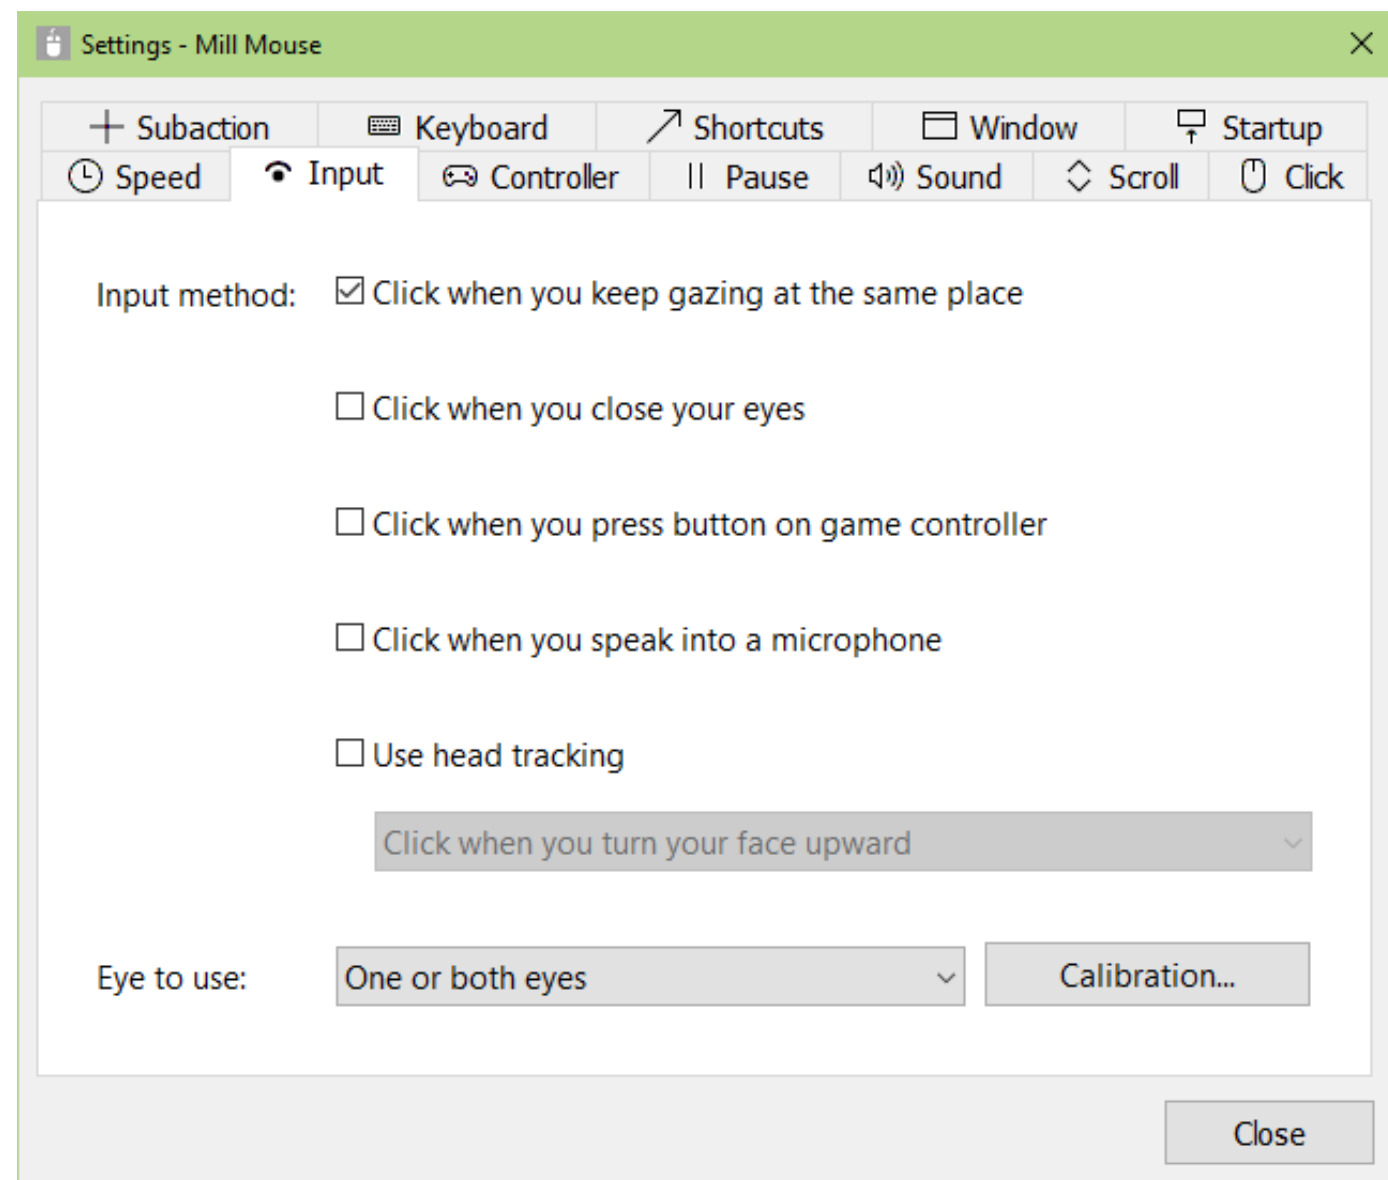 Settings - Mill Mouse
Subaction Keyboard Shortcuts Window Startup
Speed Input Controller Pause Sound Scroll Click
Input method: Click when you keep gazing at the same place
Click when you close your eyes
Click when you press button on game controller
Click when you speak into a microphone
Use head tracking
Click when you turn your face upward
Eye to use: One or both eyes Calibration...
Close